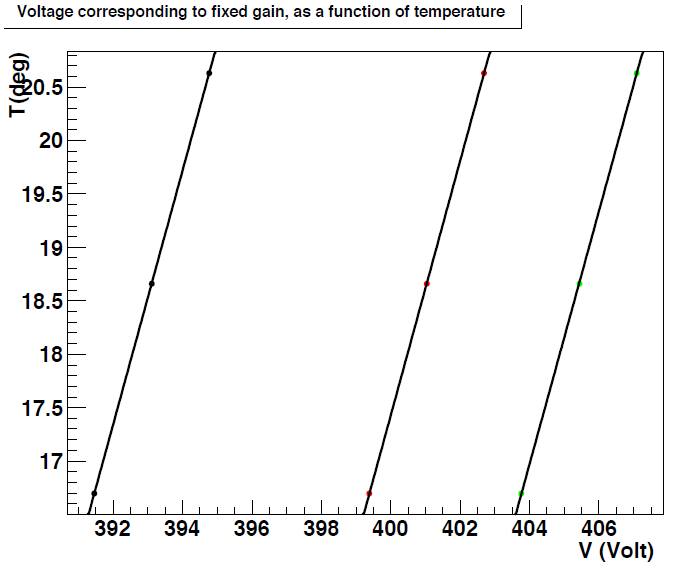 Voltage corresponding to fixed gain, as a function of temperature
T(deg)
20.5
20
19.5
19
18.5
18
17.5
17
392 394 396 398 400 402 404 406
V (Volt)